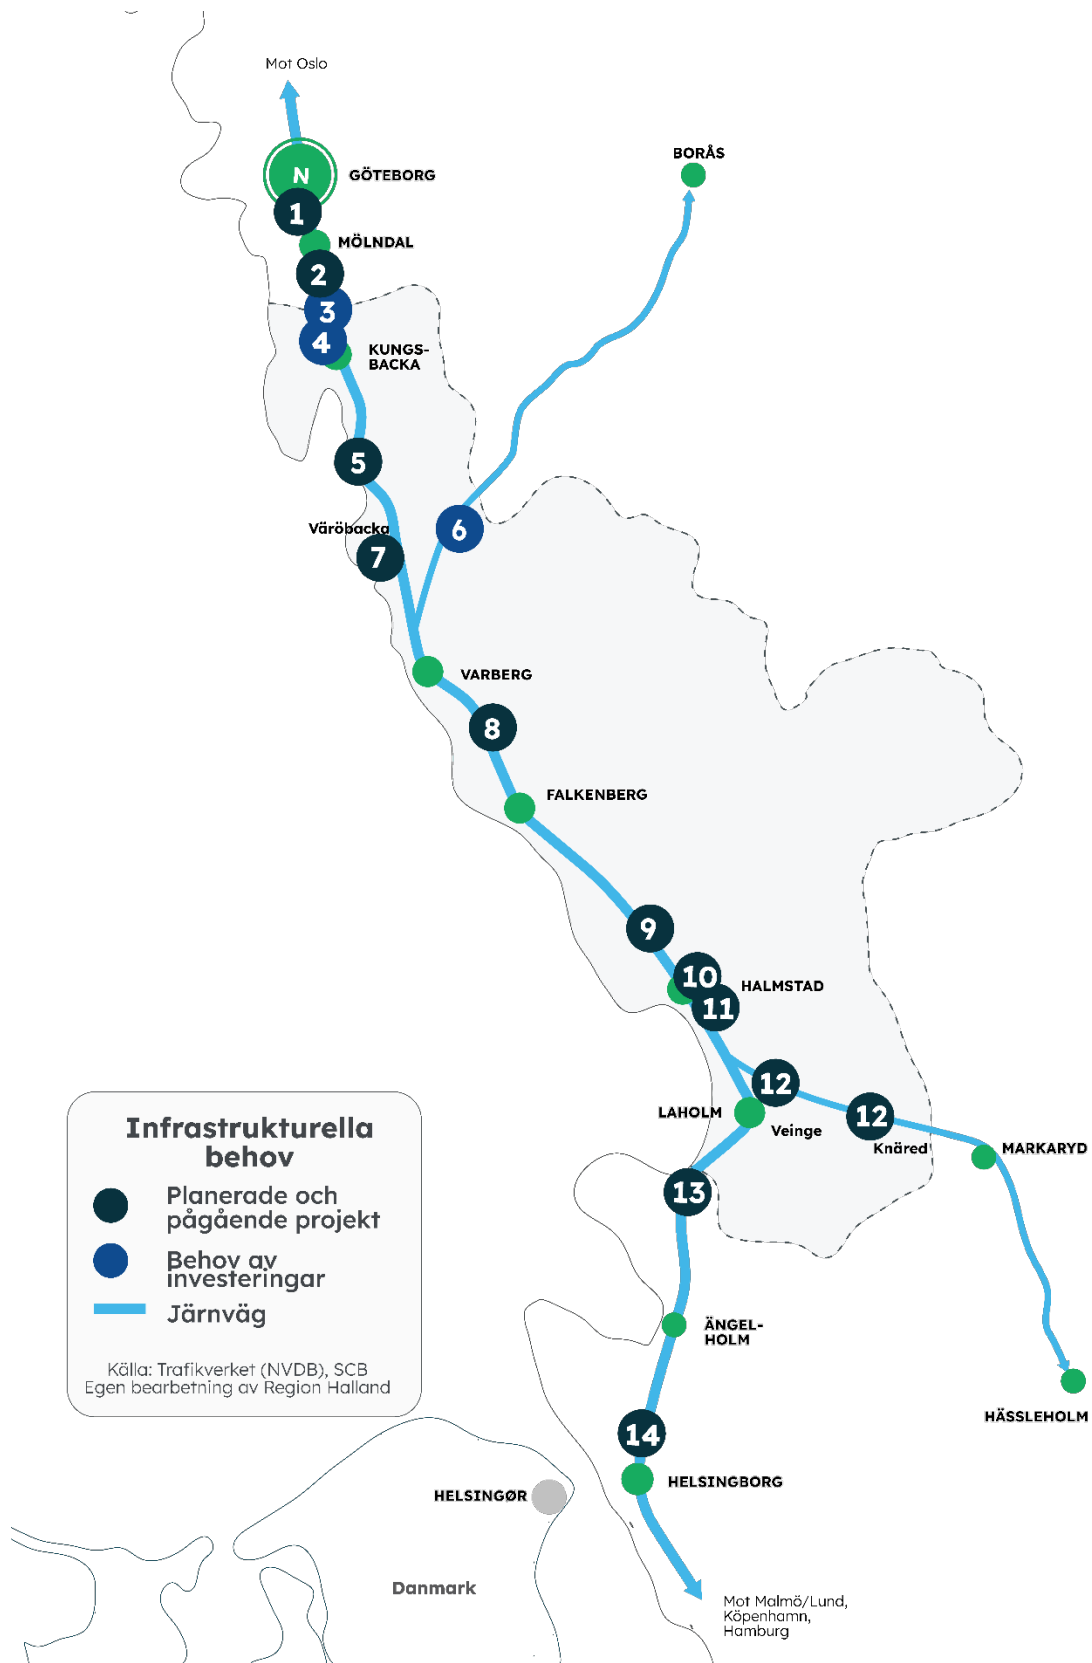 Mot Oslo
BORÅS
N
GÖTEBORG
1
MÖLNDAL
2
3
4
KUNGS-
BACKA
5
6
Väröbacka
7
VARBERG
8
FALKENBERG
9
10
HALMSTAD
11
12
LAHOLM
Veinge
12
Knäred
MARKARYD
13
ÄNGEL-
HOLM
HÄSSLEHOLM
14
HELSINGBORG
HELSINGØR
Danmark
Mot Malmö/Lund,
Köpenhamn,
Hamburg
Infrastrukturella
behov
Planerade och
pågående projekt
Behov av
investeringar
Järnväg
Källa: Trafikverket (NVDB), SCB
Egen bearbetning av Region Halland